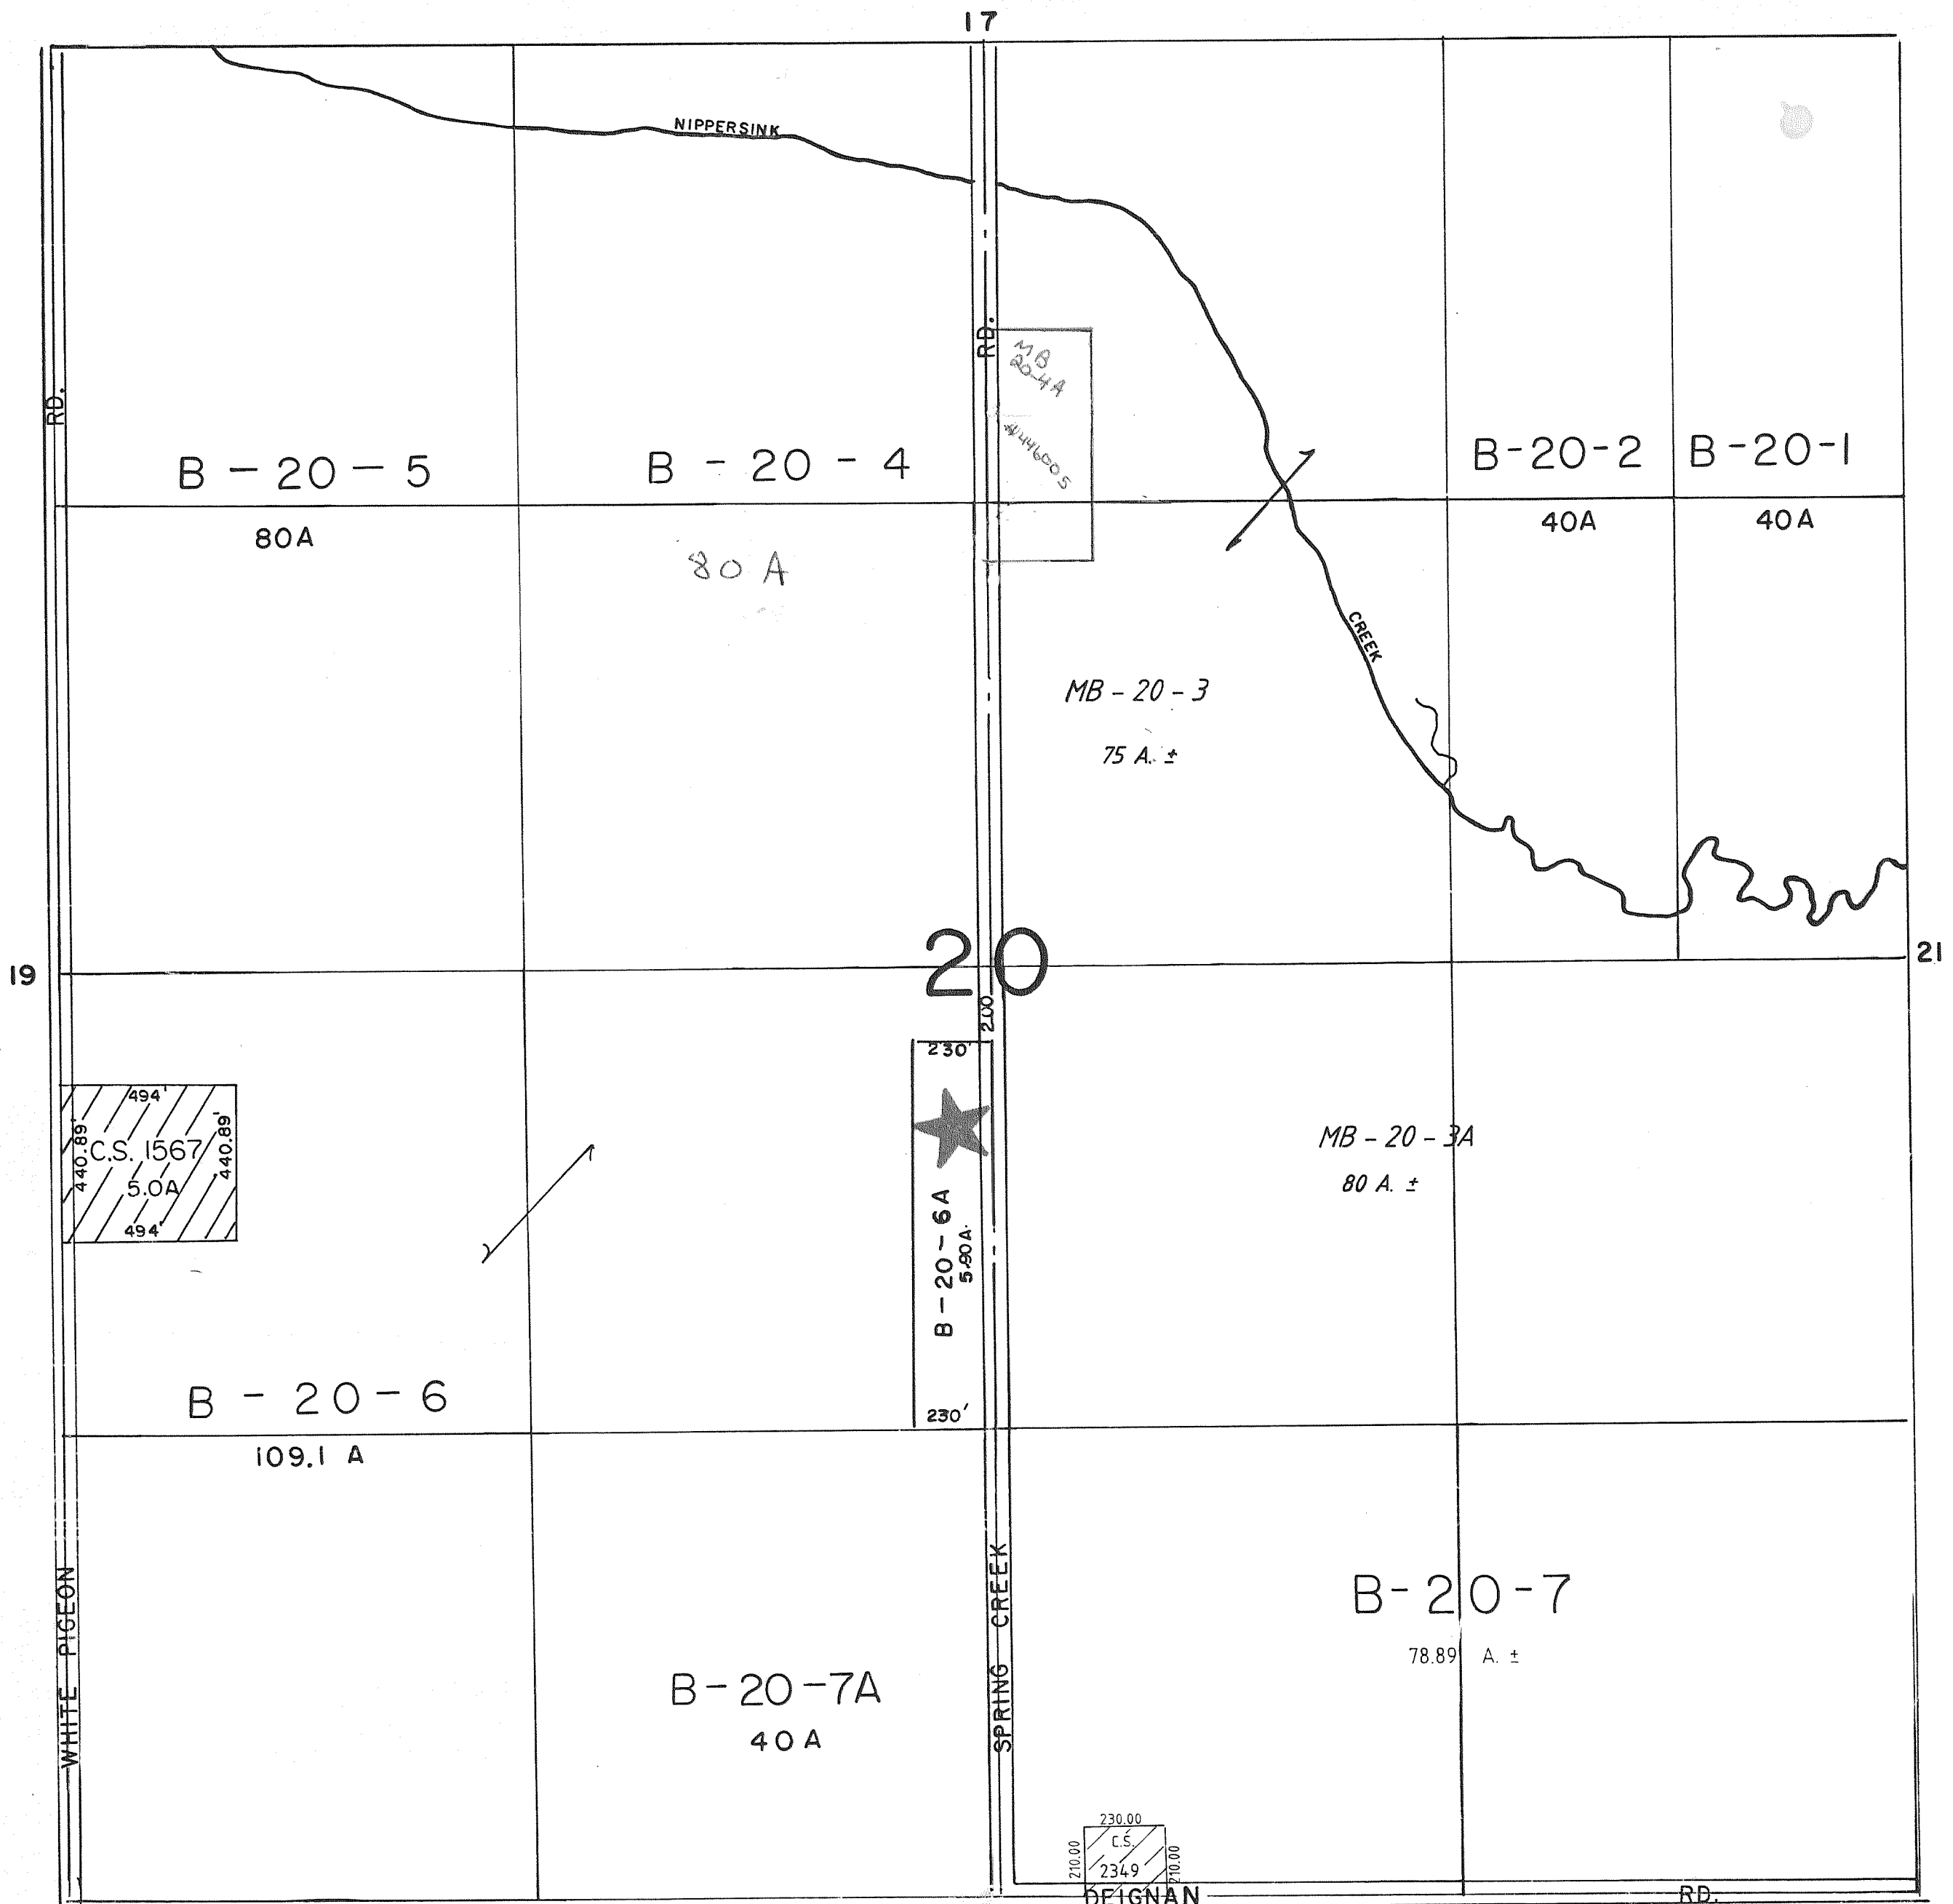 17
NIPPERSINK
RD.
MB
20-4A
#446005
RD.
B - 20 - 5
B - 20 - 4
B-20-2
B-20-1
80A
80 A
40A
40A
CREEK
MB - 20 - 3
75 A. ±
19
20
21
200
230'
494'
440.89'
C.S. 1567
440.89'
5.0A
494'
MB - 20 - 3A
80 A. ±
B - 20 - 6A
5.90A.
230'
B - 20 - 6
109.1 A
WHITE PIGEON
SPRING CREEK
B-20-7
78.89 A. ±
B-20-7A
40 A
230.00
C.S.
210.00
2349
210.00
DEIGNAN RD.